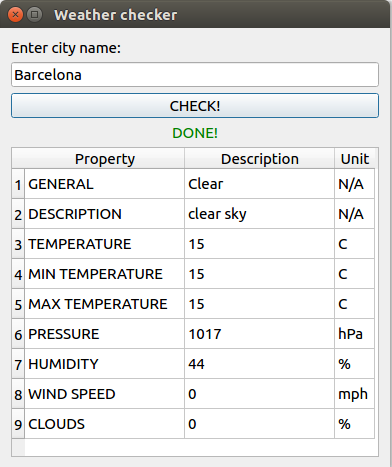 Weather checker
Enter city name:
Barcelona
CHECK!
DONE!
Property Description Unit
1 GENERAL Clear N/A
2 DESCRIPTION clear sky N/A
3 TEMPERATURE 15 C
4 MIN TEMPERATURE 15 C
5 MAX TEMPERATURE 15 C
6 PRESSURE 1017 hPa
7 HUMIDITY 44 %
8 WIND SPEED 0 mph
9 CLOUDS 0 %